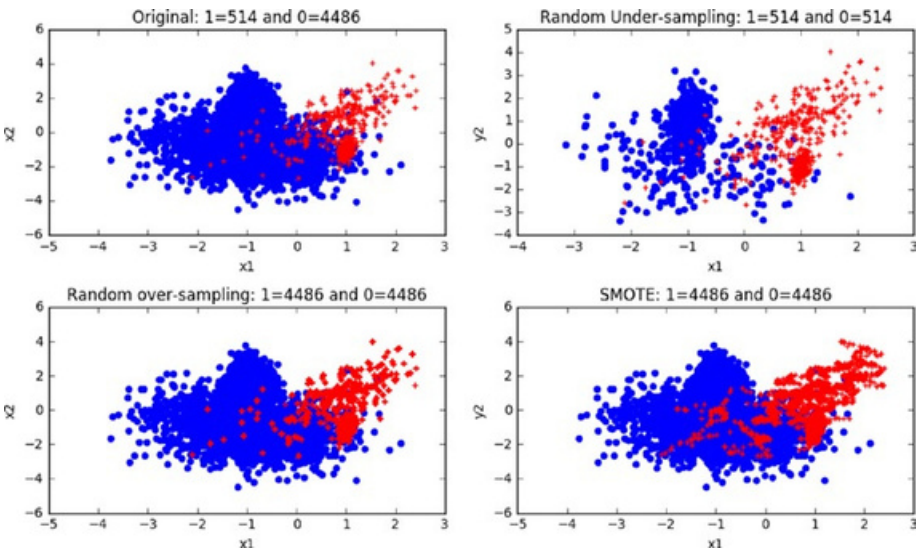 Original: 1=514 and 0=4486
6
4
2
0
−2
−4
−6
x2
−5 −4 −3 −2 −1 0 1 2 3
x1
Random Under-sampling: 1=514 and 0=514
5
4
3
2
1
0
−1
−2
−3
−4
y2
−4 −3 −2 −1 0 1 2 3
x1
Random over-sampling: 1=4486 and 0=4486
6
4
2
0
−2
−4
−6
x2
−5 −4 −3 −2 −1 0 1 2 3
x1
SMOTE: 1=4486 and 0=4486
6
4
2
0
−2
−4
−6
y2
−5 −4 −3 −2 −1 0 1 2 3
x1